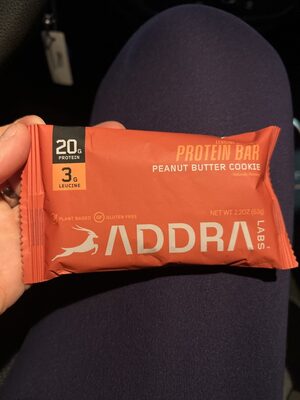 20G
PROTEIN
3G
LEUCINE
PROTEIN BAR
PEANUT BUTTER COOKIE
PLANT BASED
GF GLUTEN FREE
NET WT 2.2OZ
ADDRA
LABS